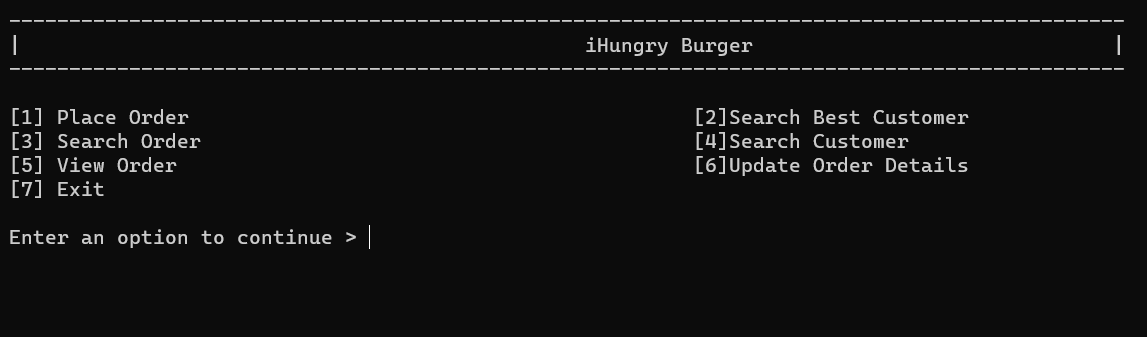 ---------------------------------------------------------------------------------------------
|                                               iHungry Burger                              |
---------------------------------------------------------------------------------------------
[1] Place Order                                          [2]Search Best Customer
[3] Search Order                                         [4]Search Customer
[5] View Order                                           [6]Update Order Details
[7] Exit
Enter an option to continue >